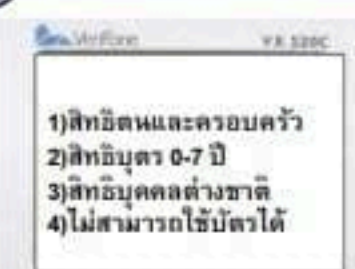 VeriFone VX 520C
1)สิทธิตนและครอบครัว
2)สิทธิบุตร 0-7 ปี
3)สิทธิบุคคลต่างชาติ
4)ไม่สามารถใช้บัตรได้